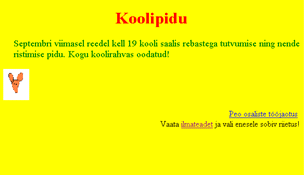 Koolipidu
Septembri viimasel reedel kell 19 kooli saalis rebastega tutvumise ning nende
ristimise pidu. Kogu koolirahvas oodatud!
Peo osaliste tööjaotus
Vaata ilmateadet ja vali enesele sobiv riietus!